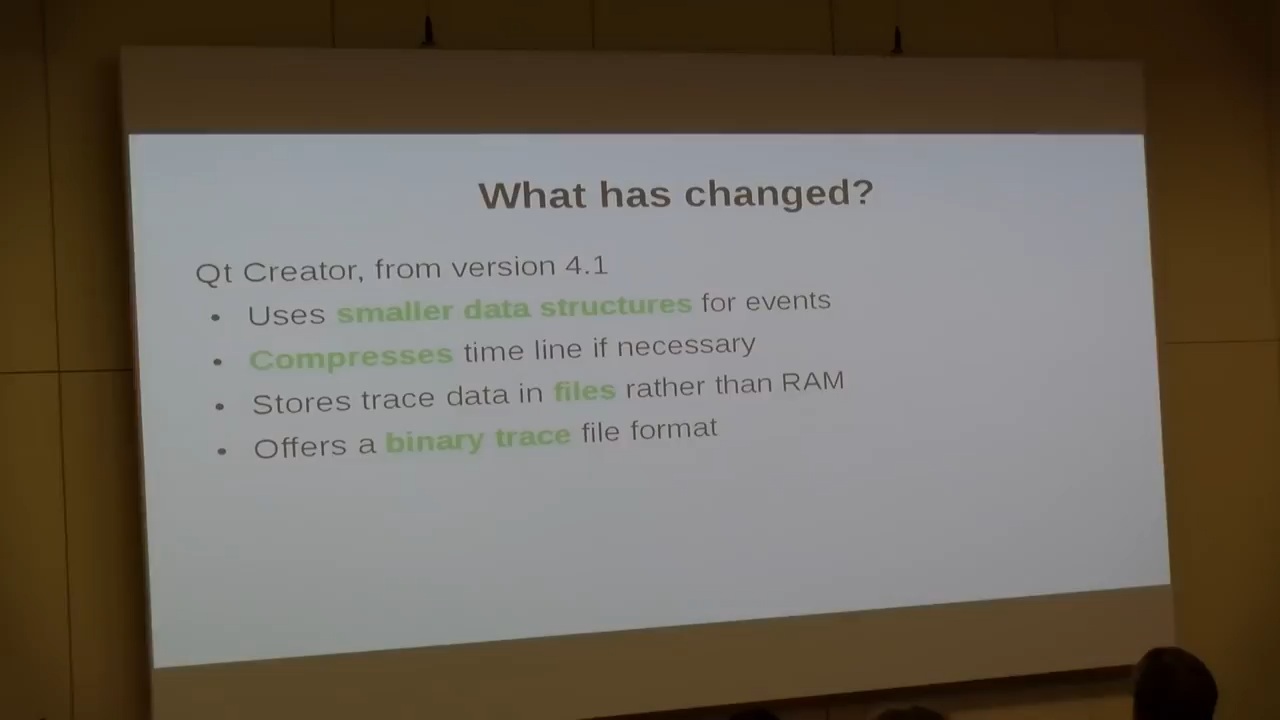 What has changed?
Qt Creator, from version 4.1
• Uses smaller data structures for events
• Compresses time line if necessary
• Stores trace data in files rather than RAM
• Offers a binary trace file format